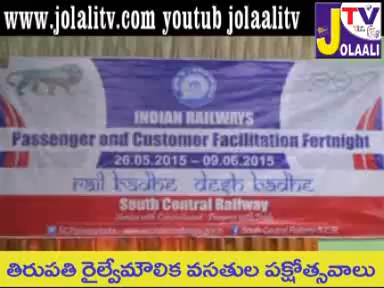 www.jolalitv.com youtub jolaalitv
TV
JOLAALI
INDIAN RAILWAYS
Passenger and Customer Facilitation Fortnight
26.05.2015 - 09.06.2015
rail badhe desh badhe
South Central Railway
తిరుపతి రైల్వేమౌలిక వసతుల పక్షోత్సవాలు